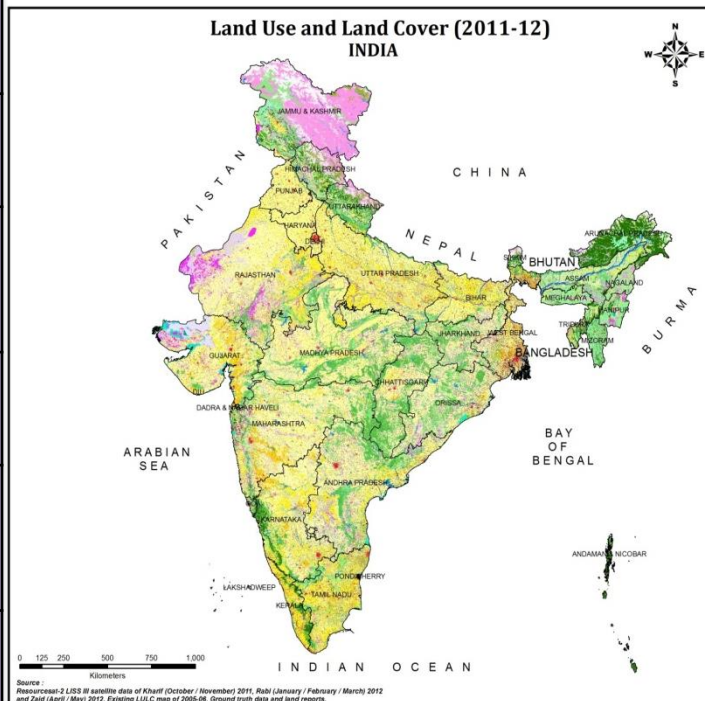 Land Use and Land Cover (2011-12)
INDIA
N
W
E
S
JAMMU & KASHMIR
HIMACHAL PRADESH
PUNJAB
UTTARAKHAND
HARYANA
DELHI
PAKISTAN
CHINA
NEPAL
RAJASTHAN
UTTAR PRADESH
SIKKIM
BHUTAN
ARUNACHAL PRADESH
ASSAM
NAGALAND
BIHAR
MEGHALAYA
MANIPUR
JHARKHAND
WEST BENGAL
TRIPURA
MIZORAM
BURMA
GUJARAT
MADHYA PRADESH
BANGLADESH
CHHATTISGARH
DIU
ORISSA
DADRA & NAGAR HAVELI
MAHARASHTRA
ARABIAN
SEA
BAY
OF
BENGAL
ANDHRA PRADESH
KARNATAKA
ANDAMAN & NICOBAR
PONDICHERRY
LAKSHADWEEP
TAMIL NADU
KERALA
0 125 250 500 750 1,000
Kilometers
INDIAN OCEAN
Source :
Resourcesat-2 LISS III satellite data of Kharif (October / November) 2011, Rabi (January / February / March) 2012
and Zaid (April / May) 2012, Existing LULC map of 2005-06, Ground truth data and land reports.